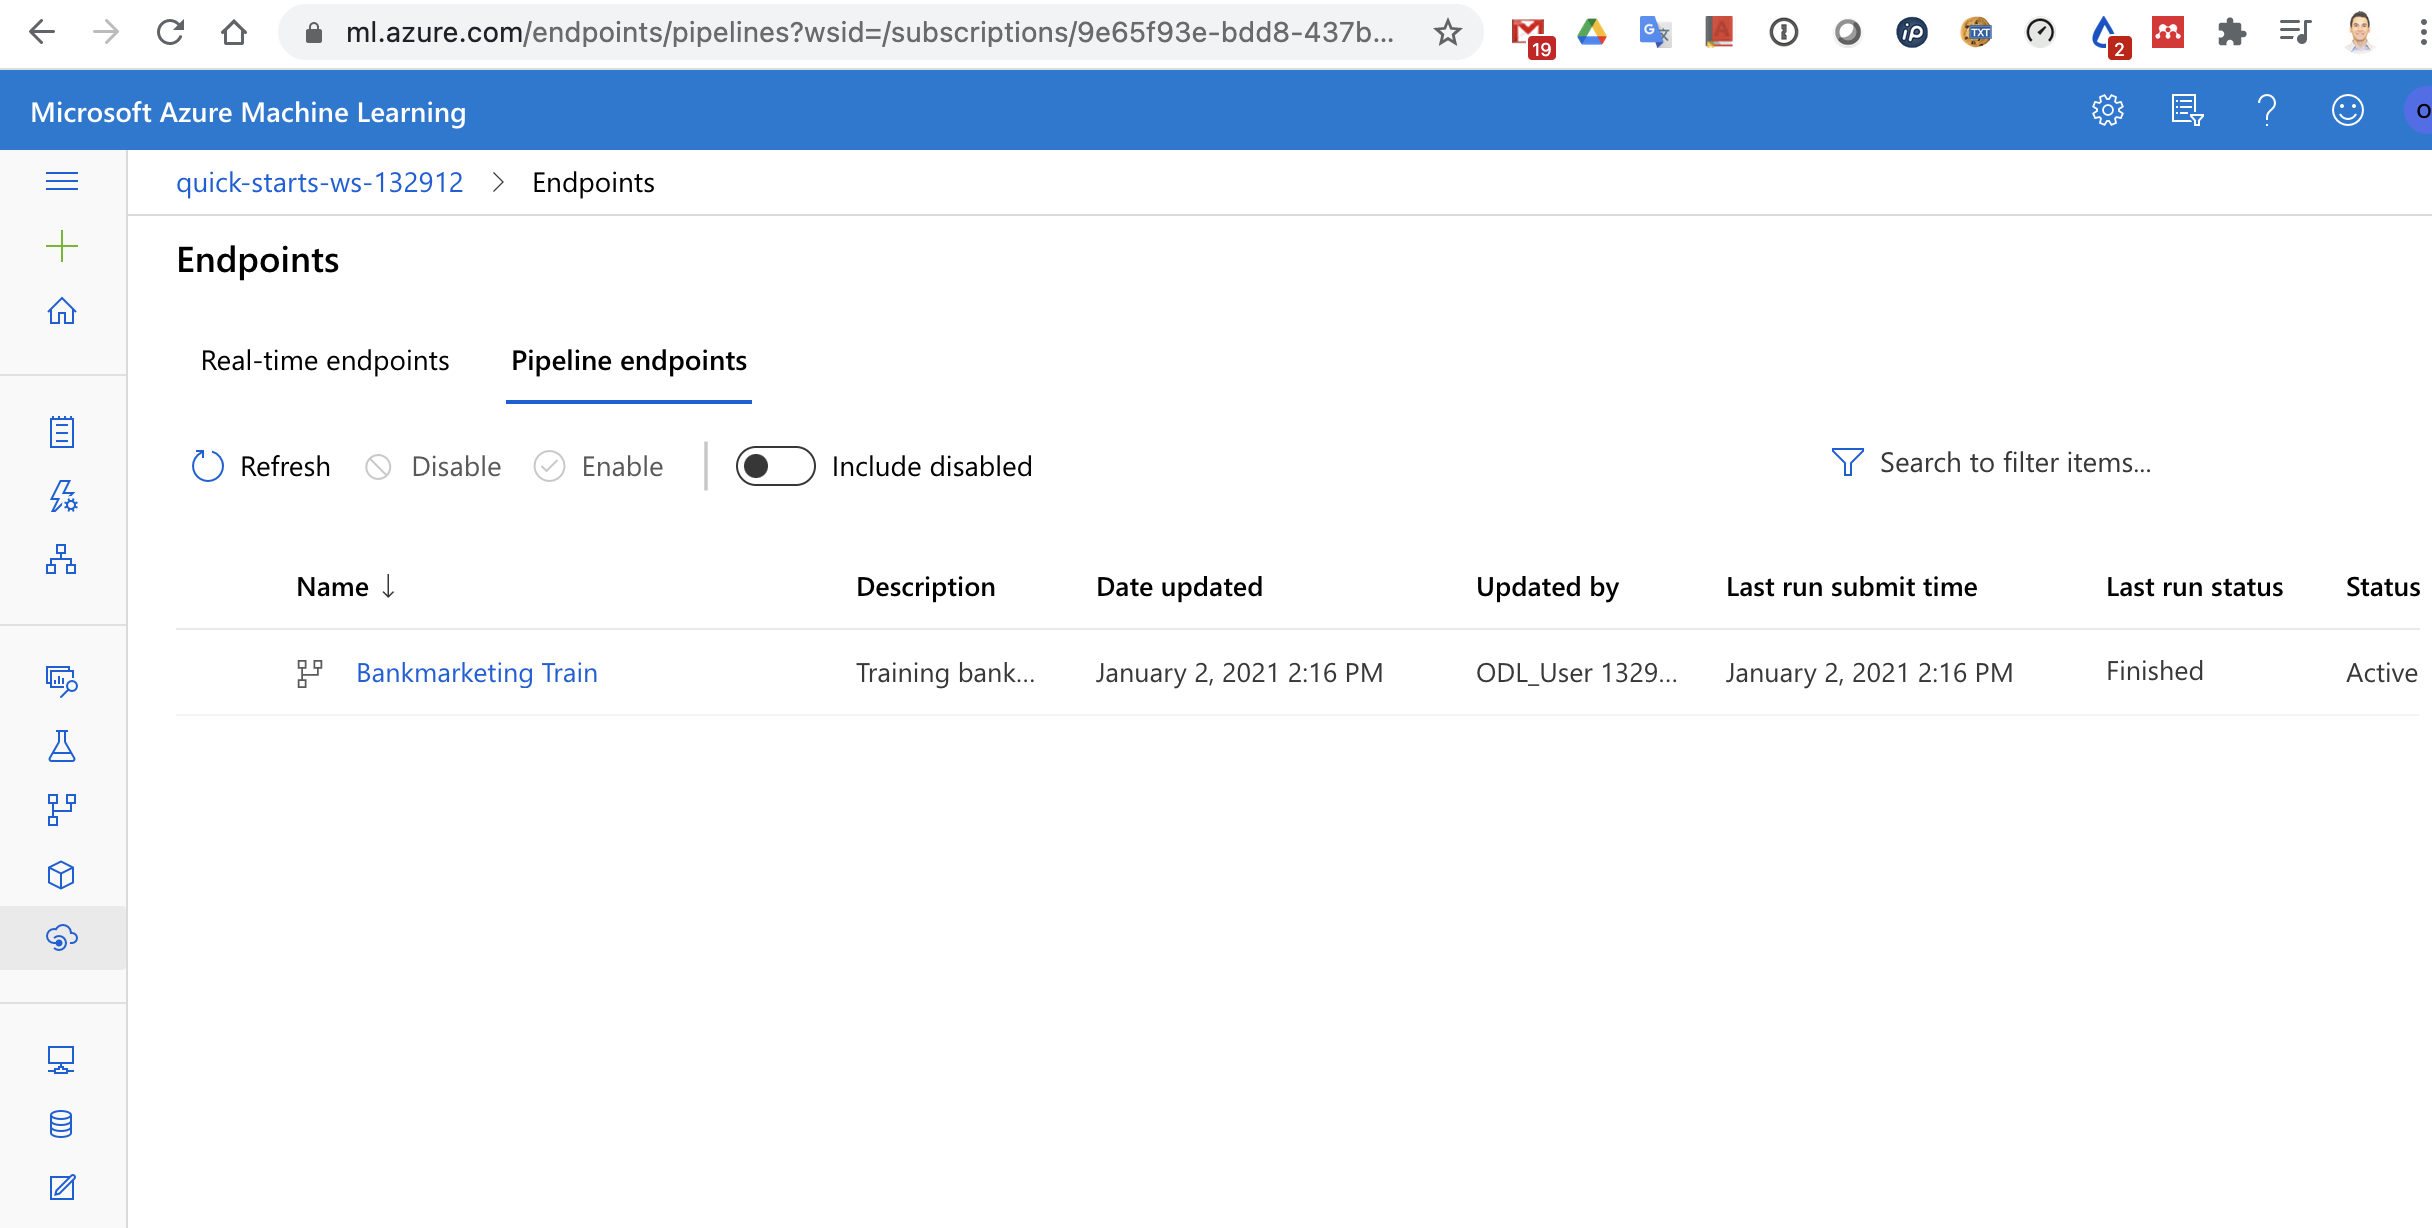 ml.azure.com/endpoints/pipelines?wsid=/subscriptions/9e65f93e-bdd8-437b...
19
TXT
ip
2
Microsoft Azure Machine Learning
quick-starts-ws-132912 > Endpoints
Endpoints
Real-time endpoints Pipeline endpoints
Refresh Disable Enable Include disabled Search to filter items...
Name ↓ Description Date updated Updated by Last run submit time Last run status Status
Bankmarketing Train Training bank... January 2, 2021 2:16 PM ODL_User 1329... January 2, 2021 2:16 PM Finished Active